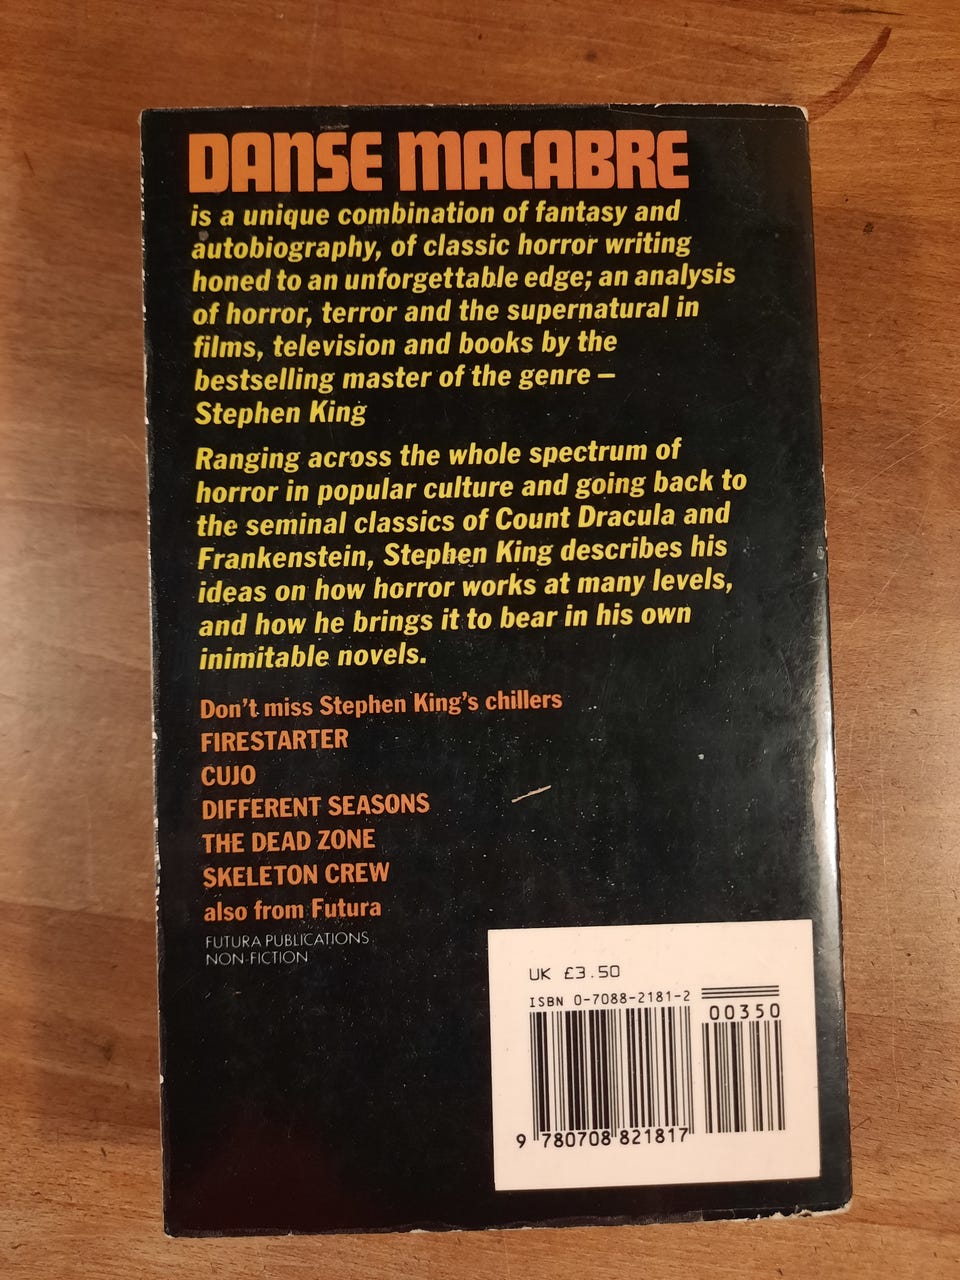 DANSE MACABRE
is a unique combination of fantasy and
autobiography, of classic horror writing
honed to an unforgettable edge; an analysis
of horror, terror and the supernatural in
films, television and books by the
bestselling master of the genre –
Stephen King
Ranging across the whole spectrum of
horror in popular culture and going back to
the seminal classics of Count Dracula and
Frankenstein, Stephen King describes his
ideas on how horror works at many levels,
and how he brings it to bear in his own
inimitable novels.
Don't miss Stephen King's chillers
FIRESTARTER
CUJO
DIFFERENT SEASONS
THE DEAD ZONE
SKELETON CREW
also from Futura
FUTURA PUBLICATIONS
NON-FICTION
UK £3.50
ISBN 0-7088-2181-2
00350
9 780708 821817